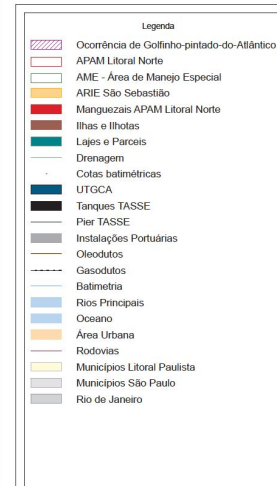 Legenda
Ocorrência de Golfinho-pintado-do-Atlântico
APAM Litoral Norte
AME - Área de Manejo Especial
ARIE São Sebastião
Manguezais APAM Litoral Norte
Ilhas e Ilhotas
Lajes e Parceis
Drenagem
Cotas batimétricas
UTGCA
Tanques TASSE
Pier TASSE
Instalações Portuárias
Oleodutos
Gasodutos
Batimetria
Rios Principais
Oceano
Área Urbana
Rodovias
Municípios Litoral Paulista
Municípios São Paulo
Rio de Janeiro